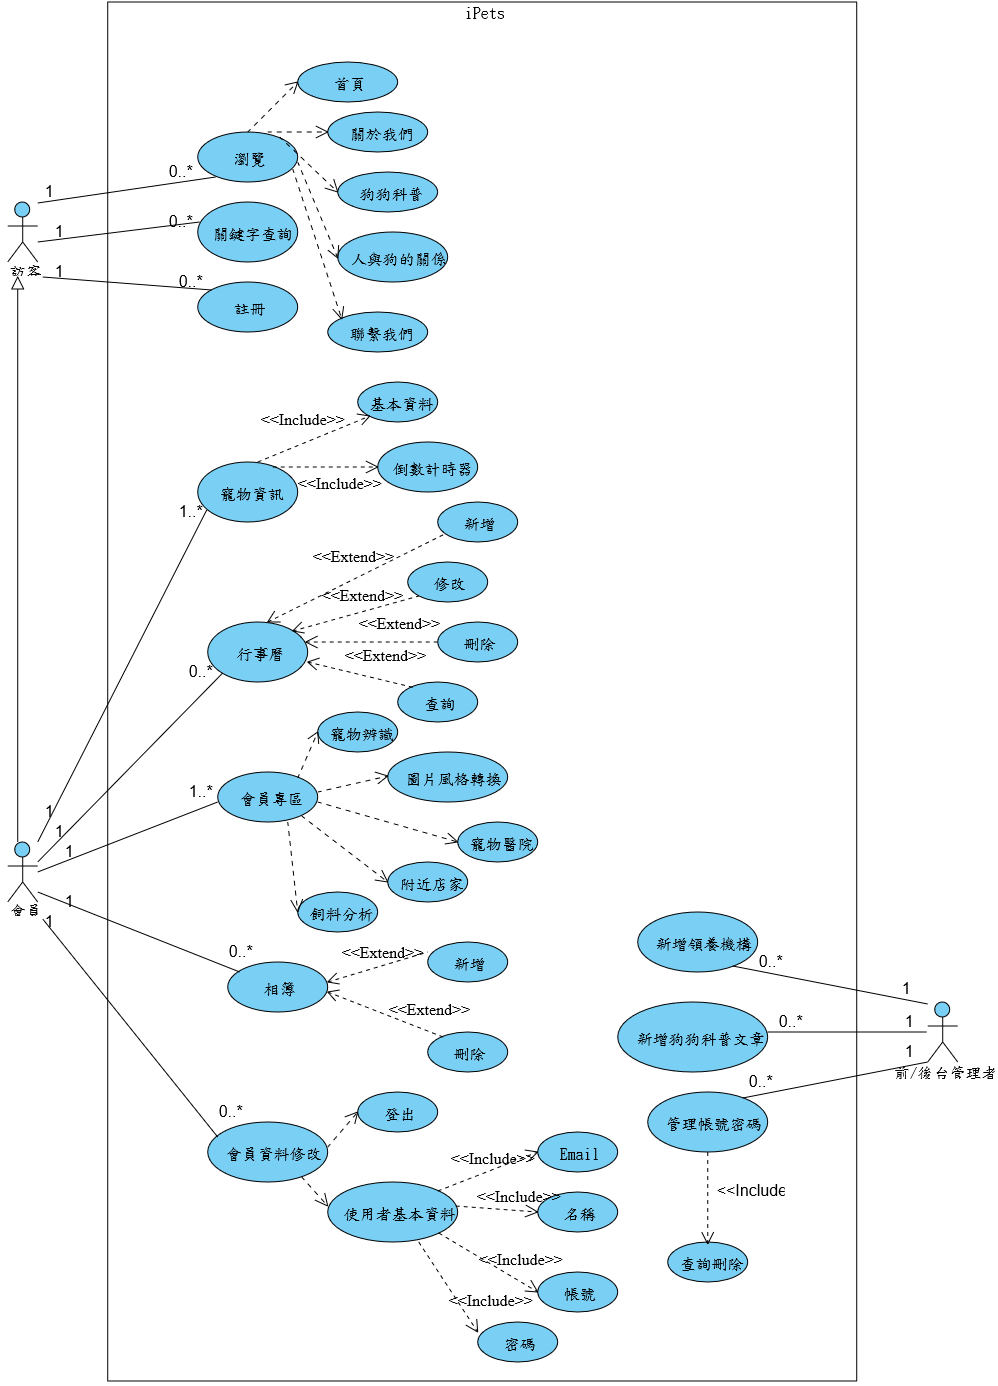 iPets
首頁
關於我們
瀏覽
狗狗科普
人與狗的關係
聯繫我們
1
0..*
關鍵字查詢
1
0..*
訪客
1
0..*
註冊
基本資料
<<Include>>
倒數計時器
<<Include>>
寵物資訊
1..*
新增
<<Extend>>
修改
<<Extend>>
刪除
<<Extend>>
查詢
<<Extend>>
行事曆
0..*
寵物辨識
圖片風格轉換
會員專區
1..*
寵物醫院
附近店家
飼料分析
1
1
1
會員
1
1
0..*
<<Extend>>
新增
相簿
<<Extend>>
刪除
0..*
登出
會員資料修改
使用者基本資料
<<Include>>
Email
<<Include>>
名稱
<<Include>>
帳號
<<Include>>
密碼
新增領養機構
0..*
1
新增狗狗科普文章
0..*
1
前/後台管理者
1
0..*
管理帳號密碼
<<Include
查詢刪除